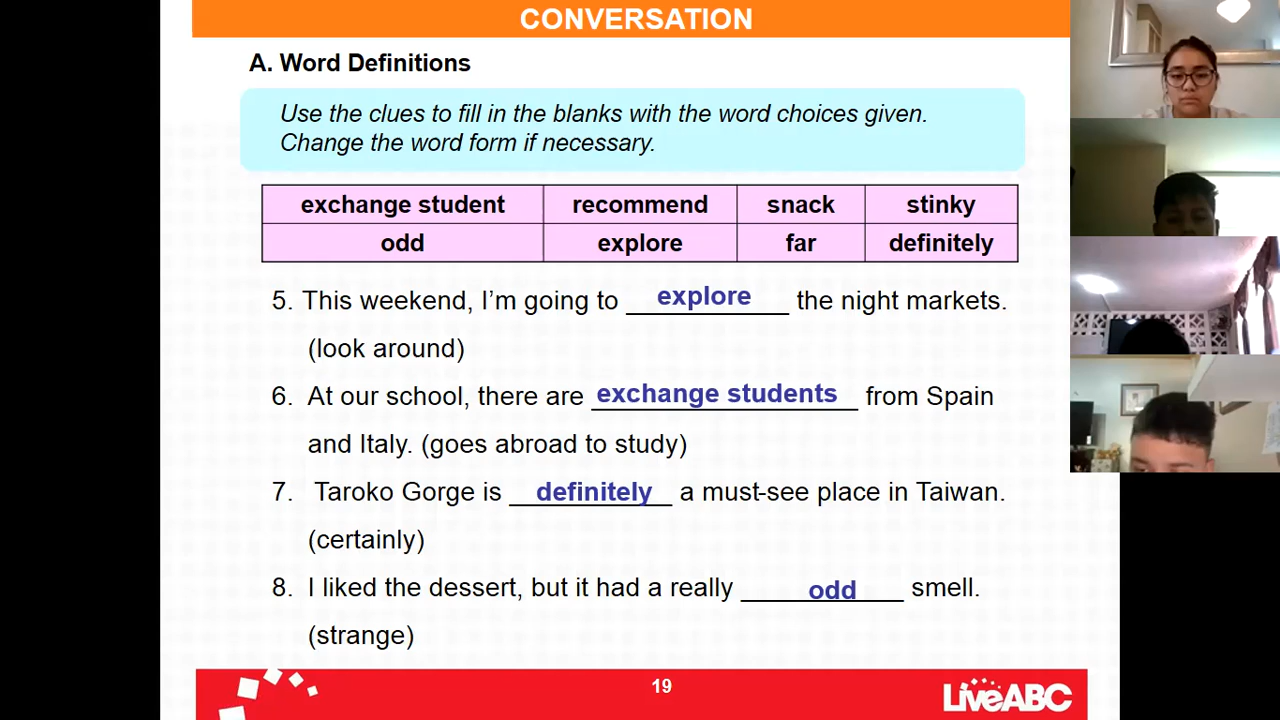 CONVERSATION
A. Word Definitions
Use the clues to fill in the blanks with the word choices given.
Change the word form if necessary.
exchange student recommend snack stinky
odd explore far definitely
5. This weekend, I’m going to explore the night markets.
(look around)
6. At our school, there are exchange students from Spain
and Italy. (goes abroad to study)
7. Taroko Gorge is definitely a must-see place in Taiwan.
(certainly)
8. I liked the dessert, but it had a really odd smell.
(strange)
19
LiveABC